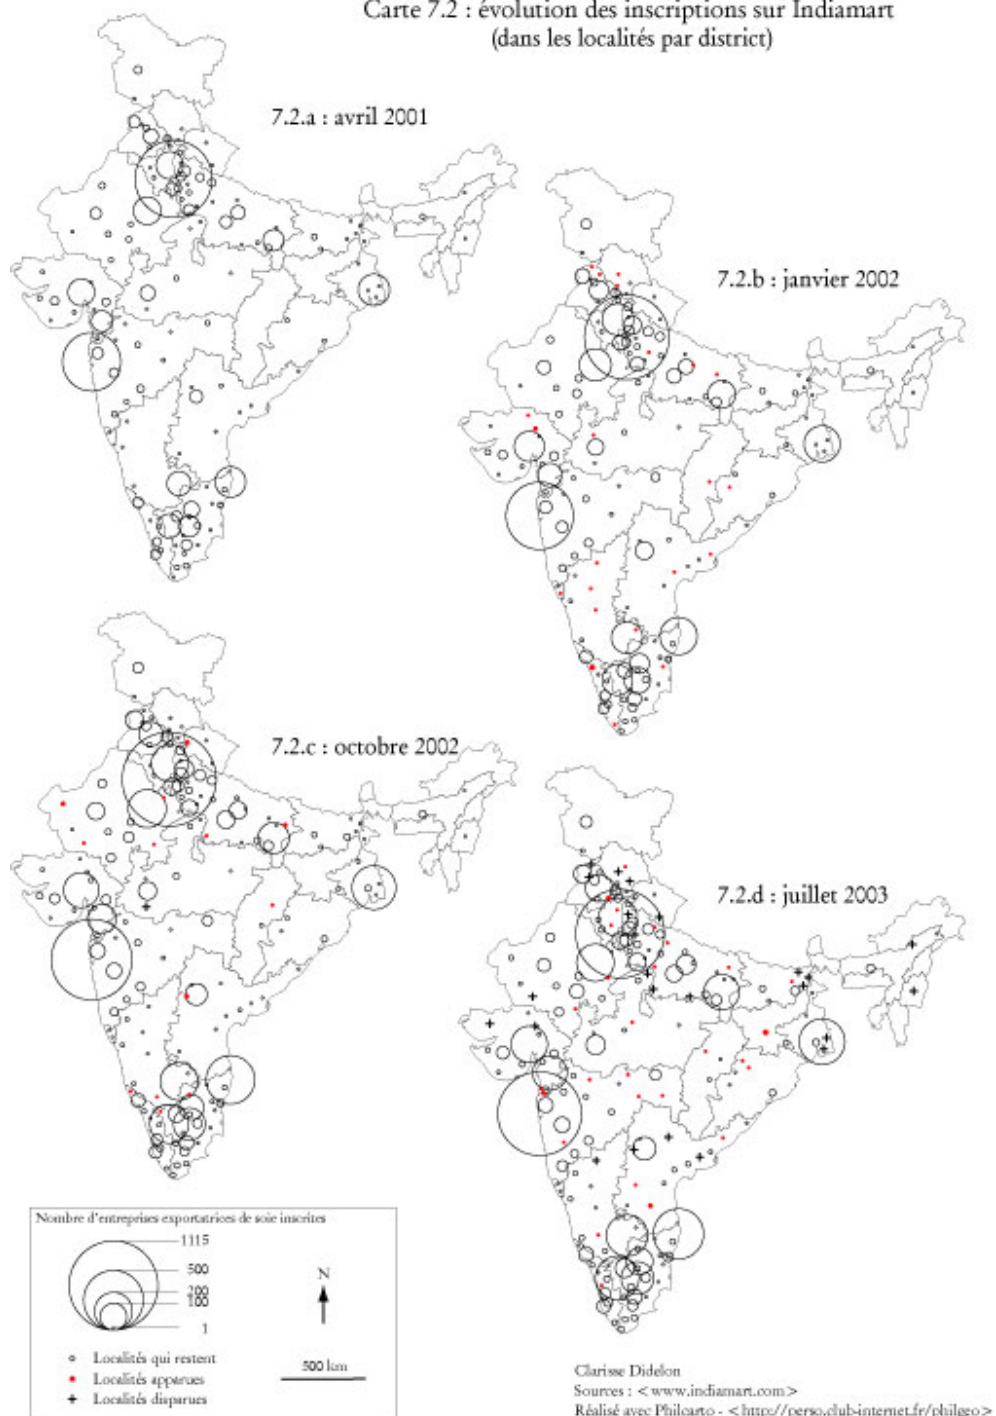 Carte 7.2 : évolution des inscriptions sur Indiamart
(dans les localités par district)
7.2.a : avril 2001
7.2.b : janvier 2002
7.2.c : octobre 2002
7.2.d : juillet 2003
Nombre d'entreprises exportatrices de soie inscrites
1115
500
200
100
1
N
500 km
Localités qui restent
Localités apparues
Localités disparues
Clarisse Didelon
Sources : <www.indiamart.com>
Réalisé avec Philcarto - <http://perso.club-internet.fr/philgeo>